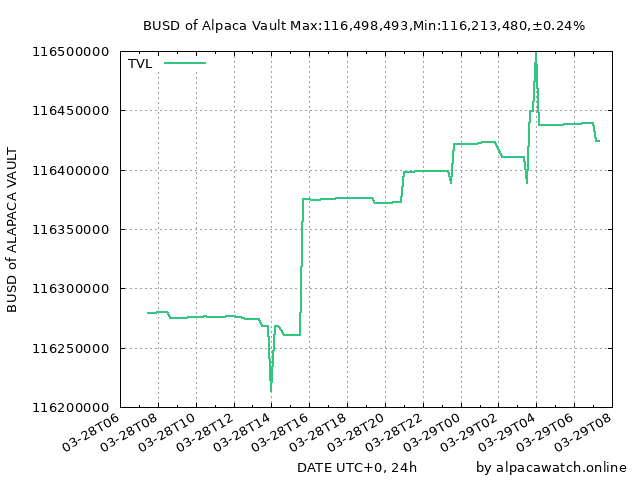 BUSD of Alpaca Vault Max:116,498,493,Min:116,213,480,±0.24%
TVL
116500000
116450000
116400000
116350000
116300000
116250000
116200000
BUSD of ALAPACA VAULT
03-28T06
03-28T08
03-28T10
03-28T12
03-28T14
03-28T16
03-28T18
03-28T20
03-28T22
03-29T00
03-29T02
03-29T04
03-29T06
03-29T08
DATE UTC+0, 24h
by alpacawatch.online